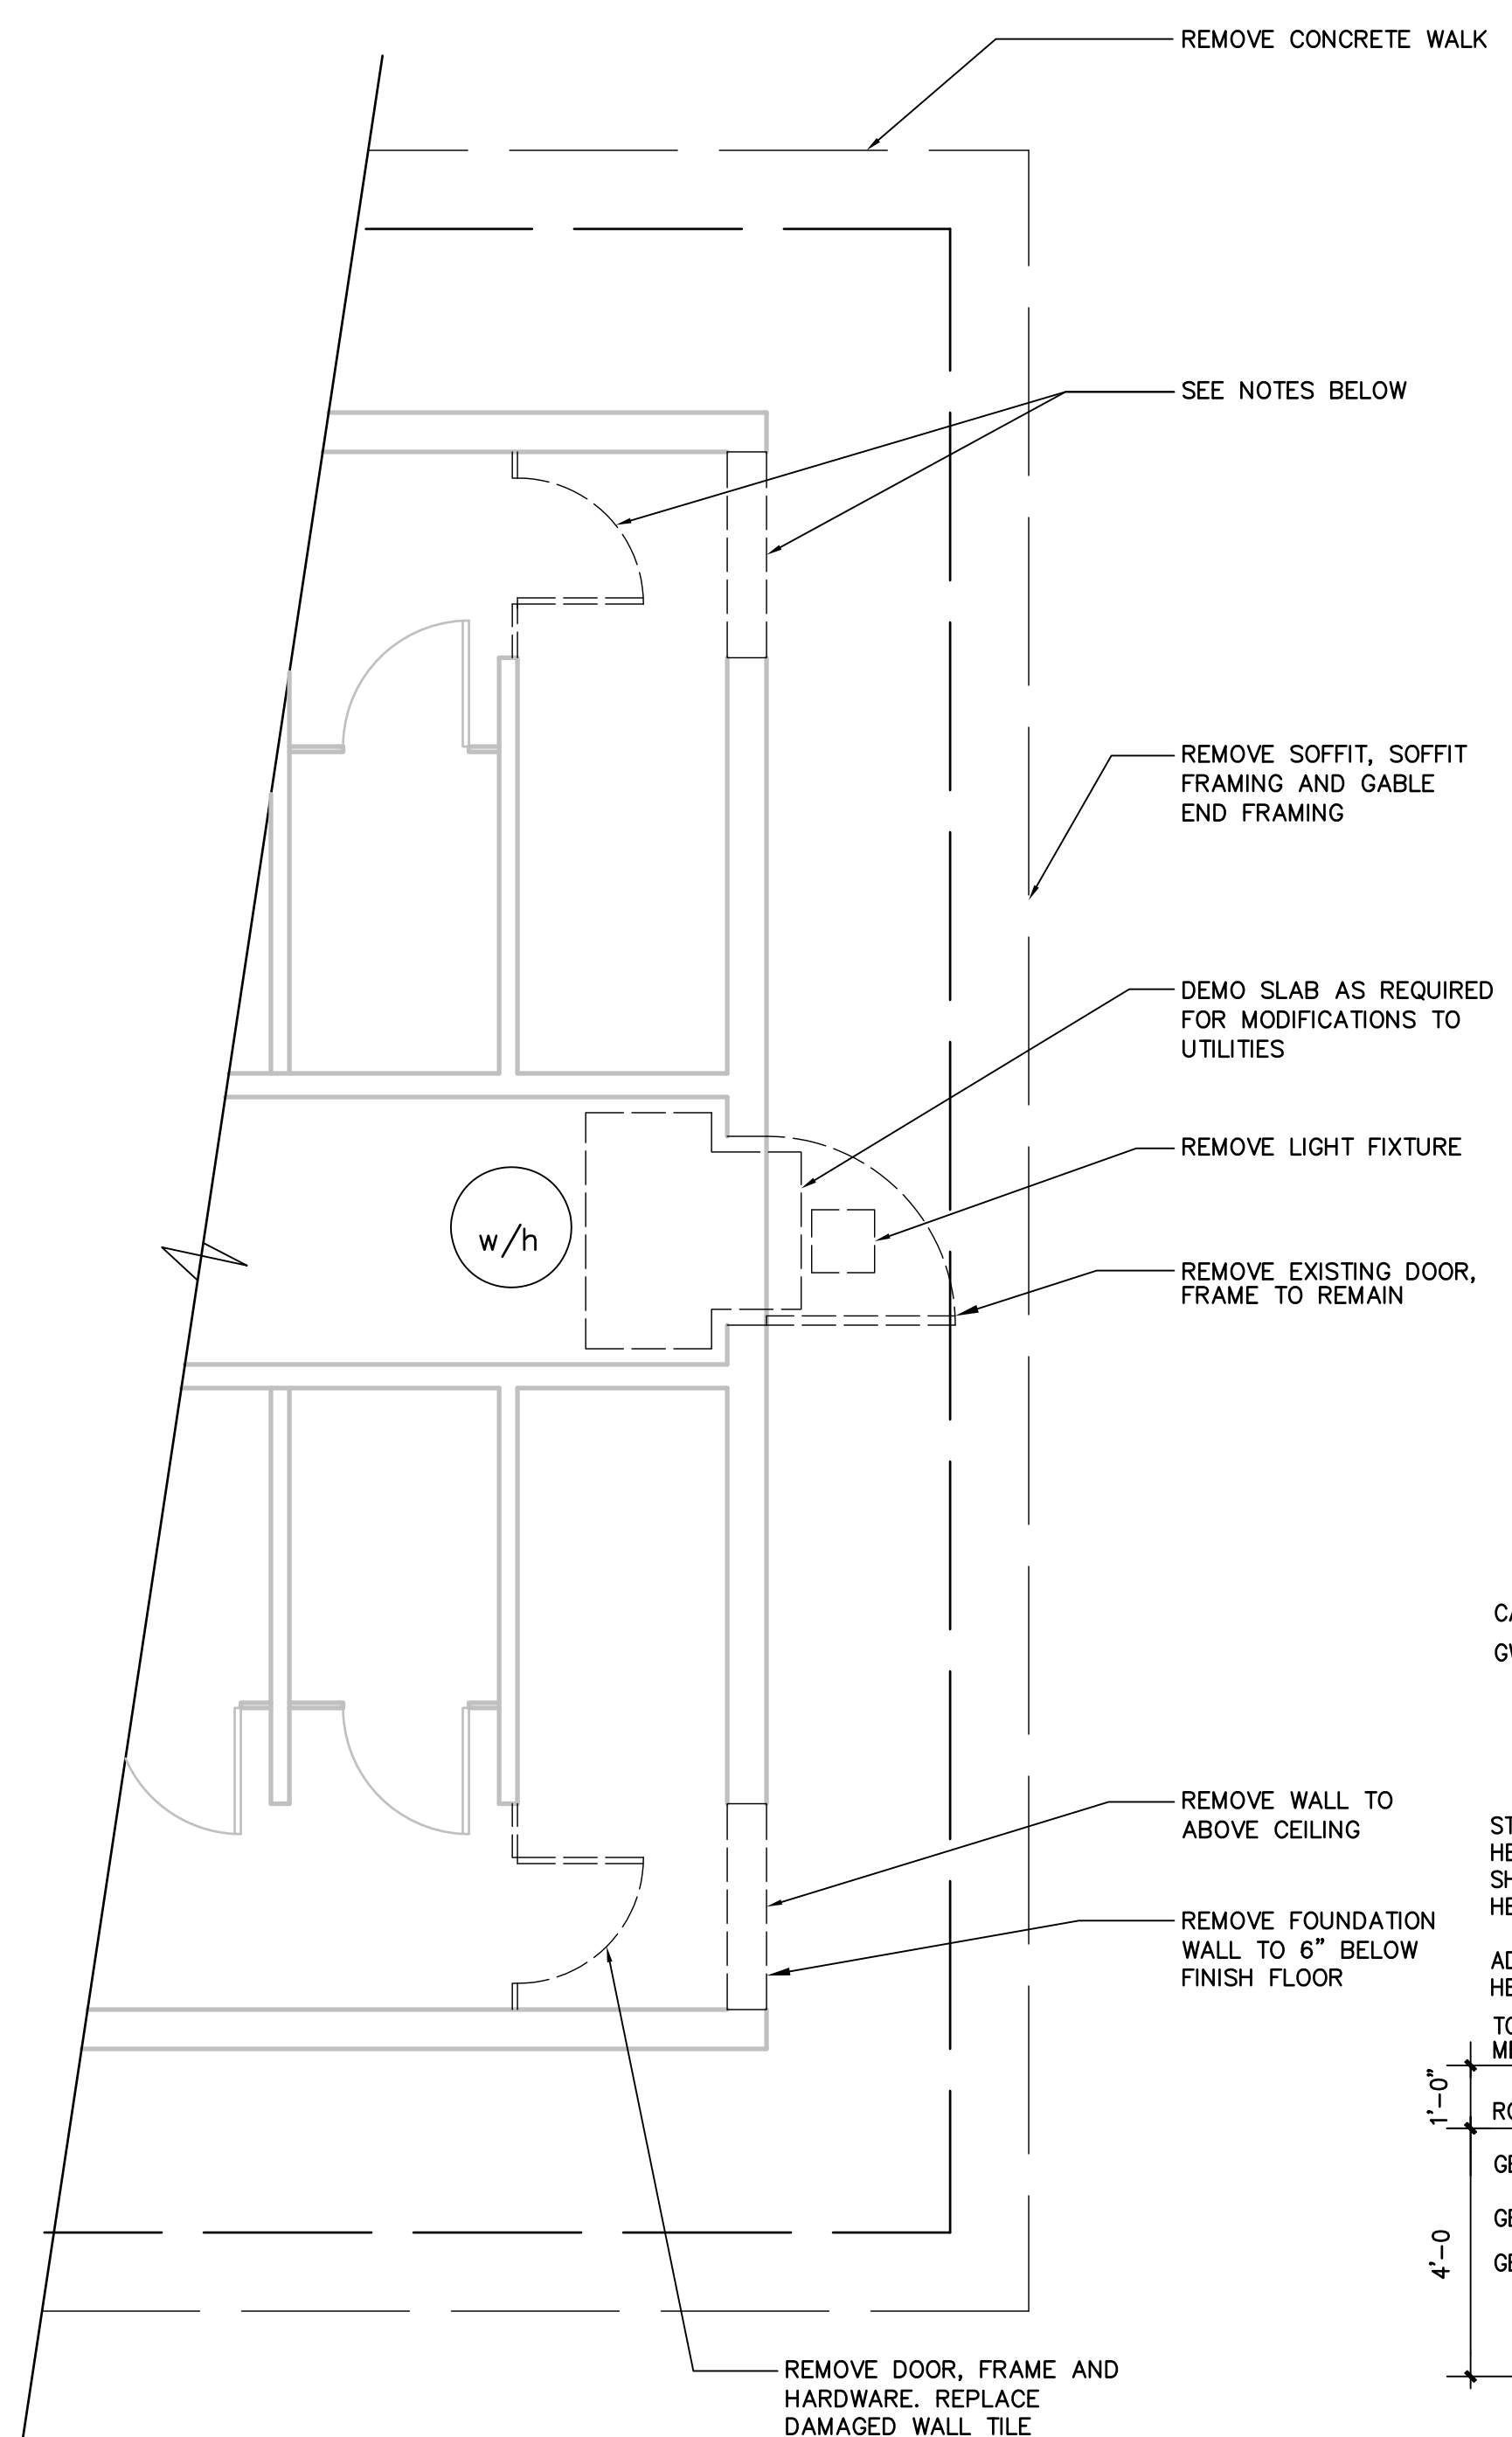 REMOVE CONCRETE WALK
SEE NOTES BELOW
REMOVE SOFFIT, SOFFIT
FRAMING AND GABLE
END FRAMING
DEMO SLAB AS REQUIRED
FOR MODIFICATIONS TO
UTILITIES
REMOVE LIGHT FIXTURE
REMOVE EXISTING DOOR,
FRAME TO REMAIN
w/h
REMOVE WALL TO
ABOVE CEILING
REMOVE FOUNDATION
WALL TO 6” BELOW
FINISH FLOOR
1’-0”
4’-0
REMOVE DOOR, FRAME AND
HARDWARE. REPLACE
DAMAGED WALL TILE